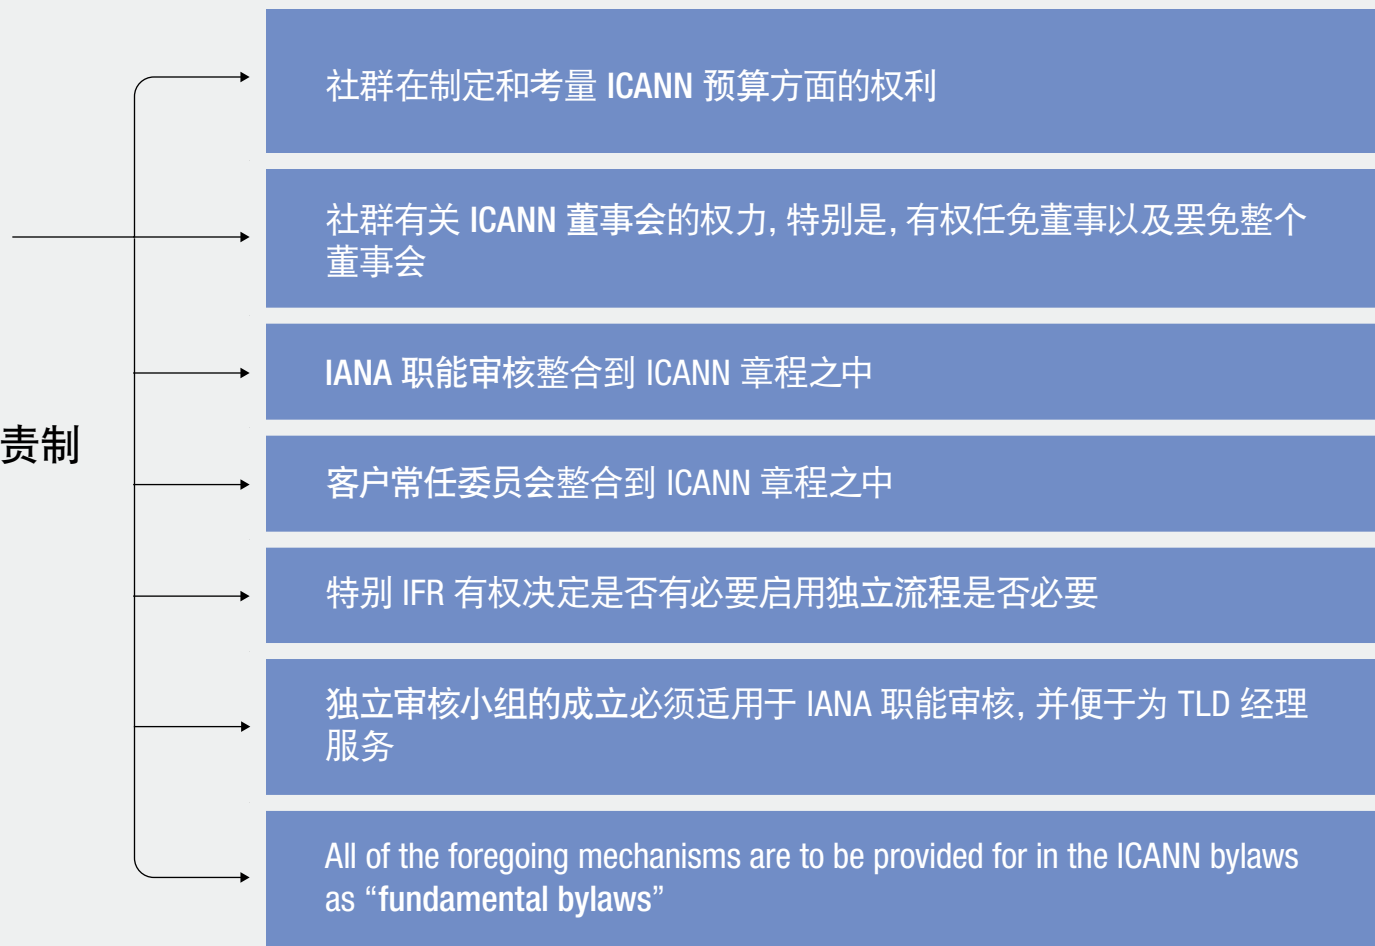 社群在制定和考量 ICANN 预算方面的权利
社群有关 ICANN 董事会的权力, 特别是, 有权任免董事以及罢免整个
董事会
IANA 职能审核整合到 ICANN 章程之中
责制
客户常任委员会整合到 ICANN 章程之中
特别 IFR 有权决定是否有必要启用独立流程是否必要
独立审核小组的成立必须适用于 IANA 职能审核, 并便于为 TLD 经理
服务
All of the foregoing mechanisms are to be provided for in the ICANN bylaws
as “fundamental bylaws”